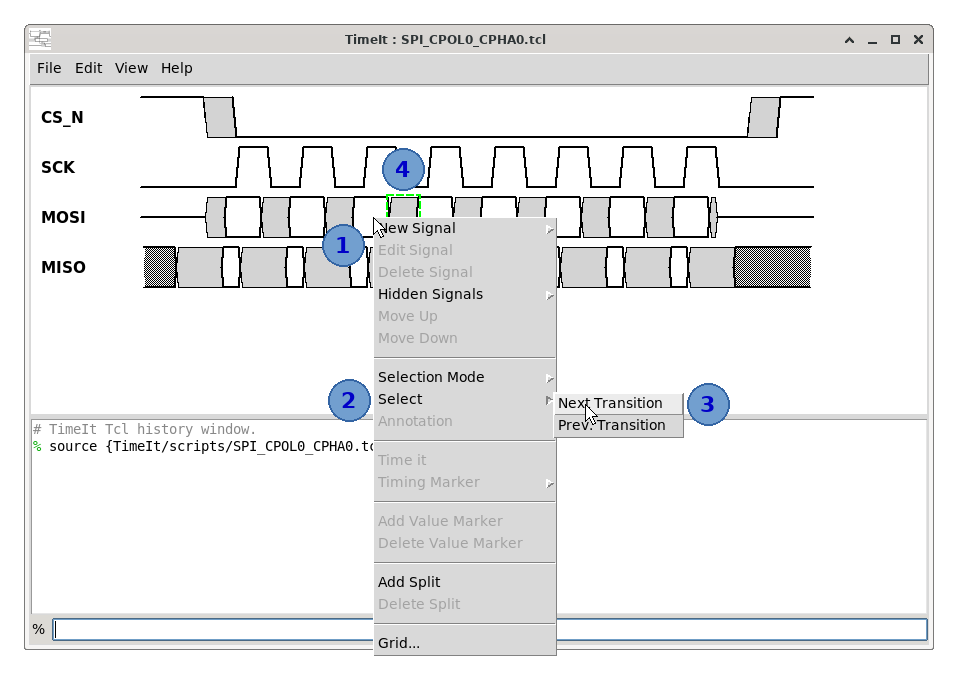 TimeIt : SPI_CPOL0_CPHA0.tcl
File Edit View Help
CS_N
SCK
4
MOSI
1
MISO
New Signal
Edit Signal
Delete Signal
Hidden Signals
Move Up
Move Down
Selection Mode
2
Select
Next Transition
3
Prev. Transition
Annotation
# TimeIt Tcl history window.
% source {TimeIt/scripts/SPI_CPOL0_CPHA0.tc
Time it
Timing Marker
Add Value Marker
Delete Value Marker
Add Split
Delete Split
%
Grid...